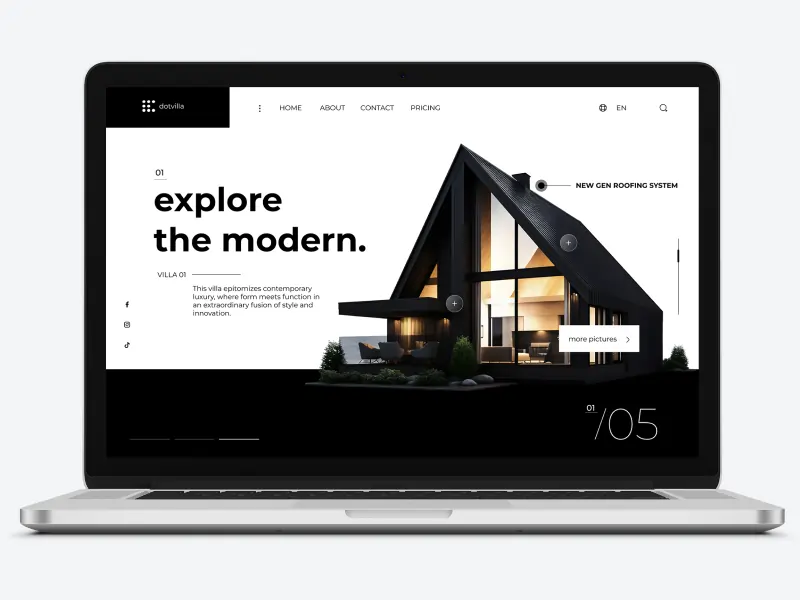 dotvilla
HOME ABOUT CONTACT PRICING
EN
01
explore
the modern.
NEW GEN ROOFING SYSTEM
VILLA 01
This villa epitomizes contemporary
luxury, where form meets function in
an extraordinary fusion of style and
innovation.
more pictures
01
/05